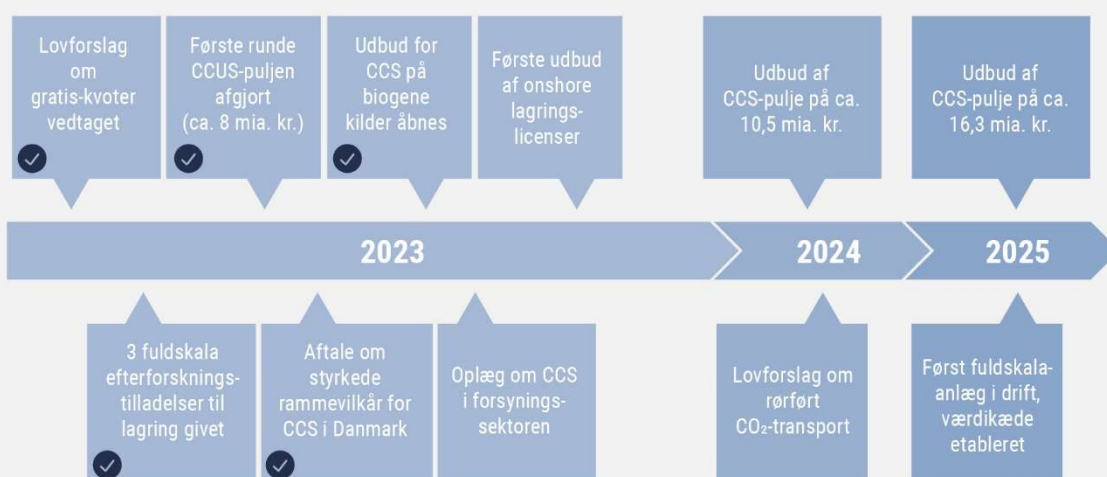 Lovforslag
om
gratis-kvoter
vedtaget
Første runde
CCUS-puljen
afgjort
(ca. 8 mia. kr.)
Udbud for
CCS på
biogene
kilder åbnes
Første udbud
af onshore
lagrings-
licenser
Udbud af
CCS-pulje på ca.
10,5 mia. kr.
Udbud af
CCS-pulje på ca.
16,3 mia. kr.
2023
2024
2025
3 fuldskala
efterforsknings-
tilladelser til
lagring givet
Aftale om
styrkede
rammevilkår for
CCS i Danmark
Oplæg om CCS
i forsynings-
sektoren
Lovforslag om
rørført
CO₂-transport
Først fuldskala-
anlæg i drift,
værdikæde
etableret